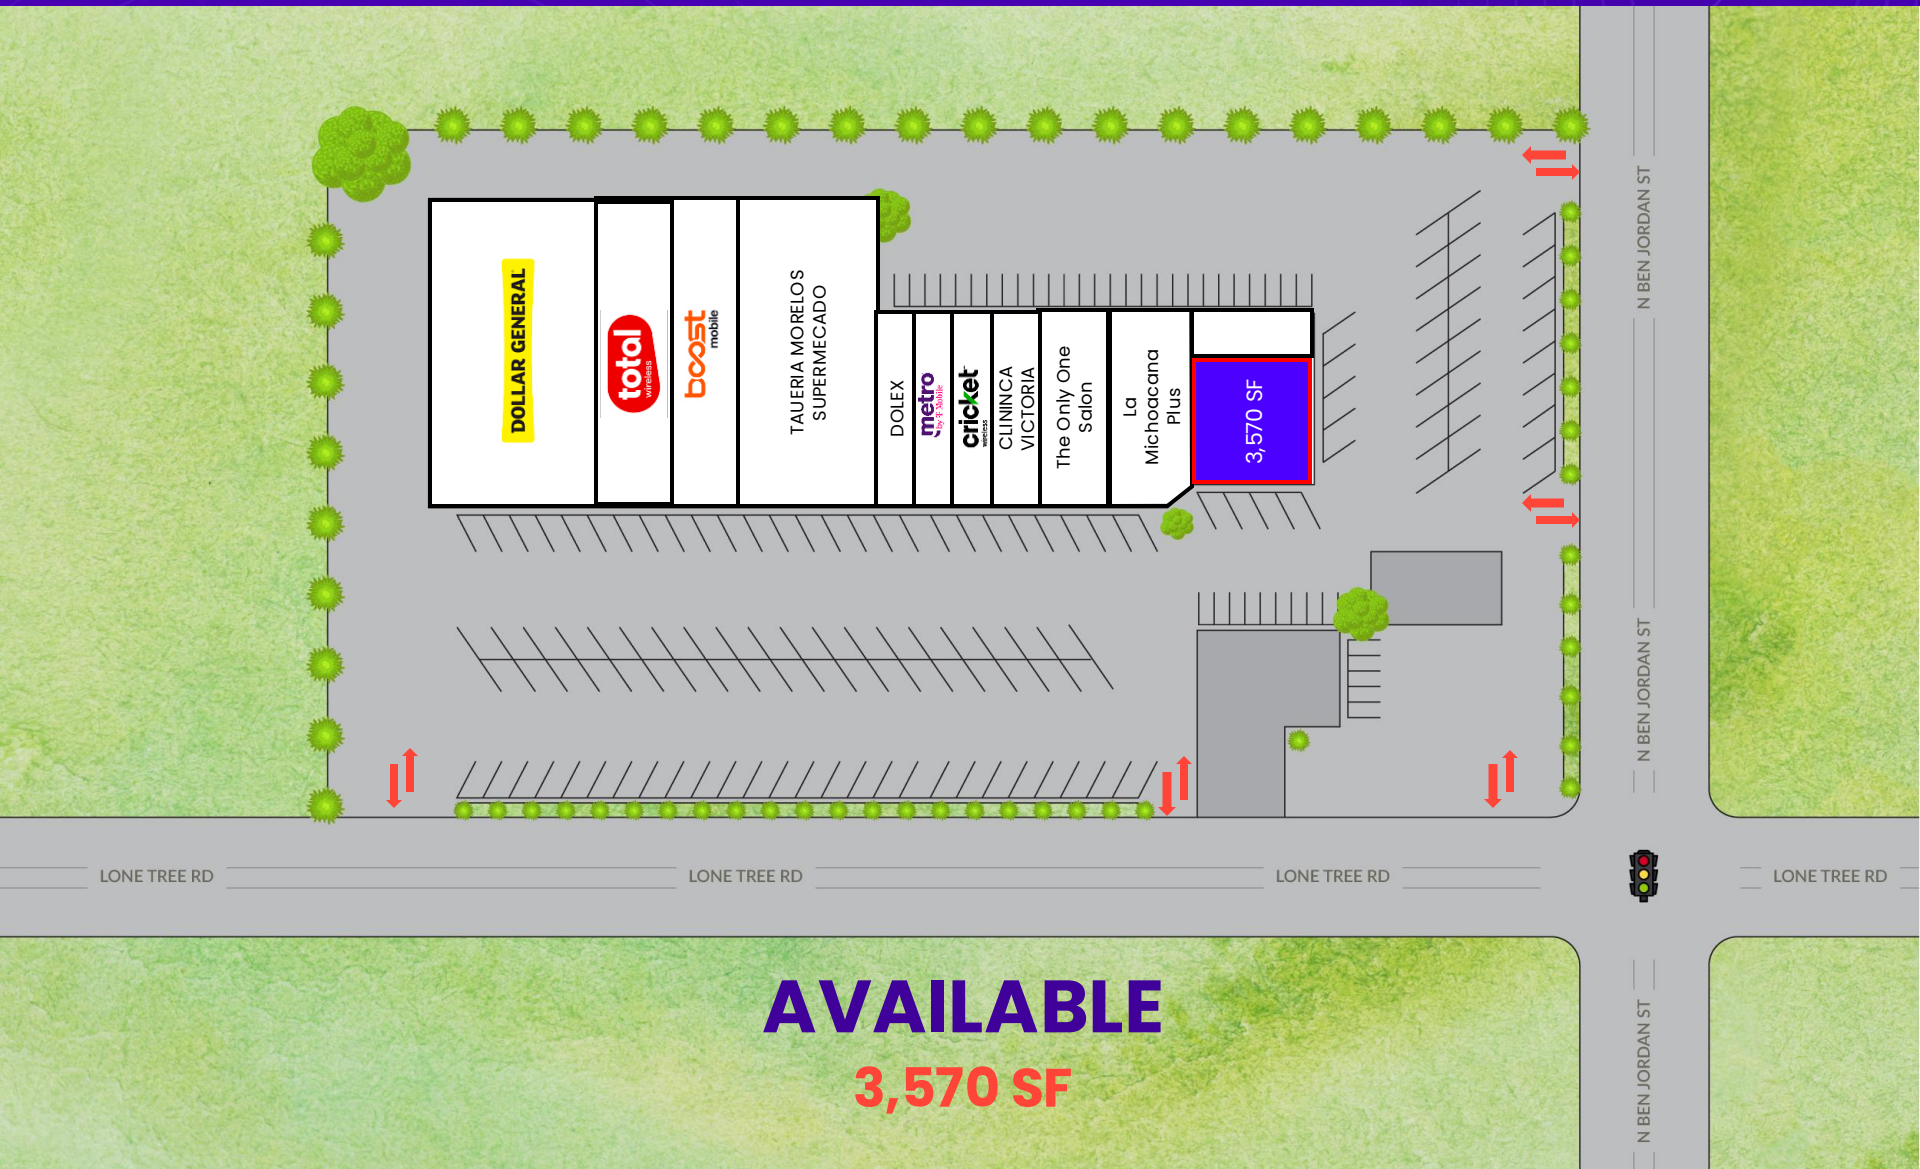 N BEN JORDAN ST
DOLLAR GENERAL
total
wireless
boost
mobile
TAUERIA MORELOS
SUPERMECADO
DOLEX
metro
by T Mobile
cricket
wireless
CLININCA
VICTORIA
The Only One
Salon
La
Michoacana
Plus
3,570 SF
N BEN JORDAN ST
LONE TREE RD
LONE TREE RD
LONE TREE RD
LONE TREE RD
AVAILABLE
3,570 SF
N BEN JORDAN ST